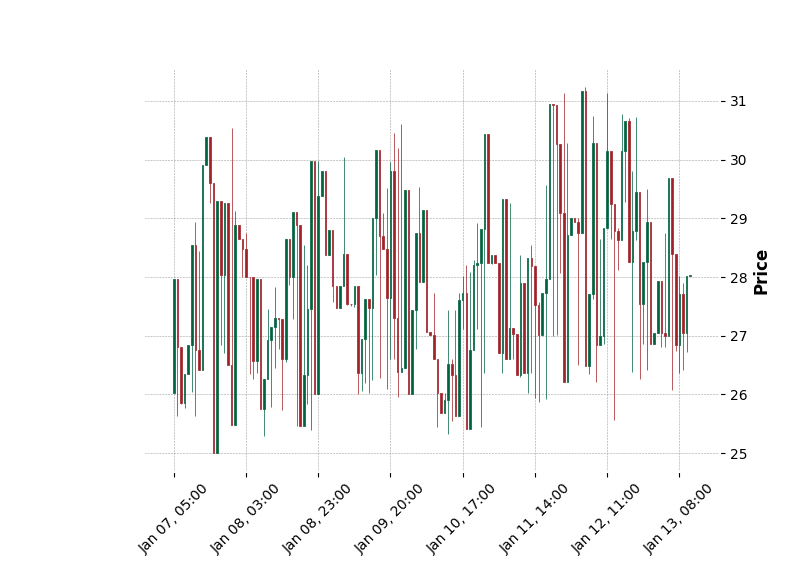 31
30
29
28
27
26
25
Price
Jan 07, 05:00
Jan 08, 03:00
Jan 08, 23:00
Jan 09, 20:00
Jan 10, 17:00
Jan 11, 14:00
Jan 12, 11:00
Jan 13, 08:00